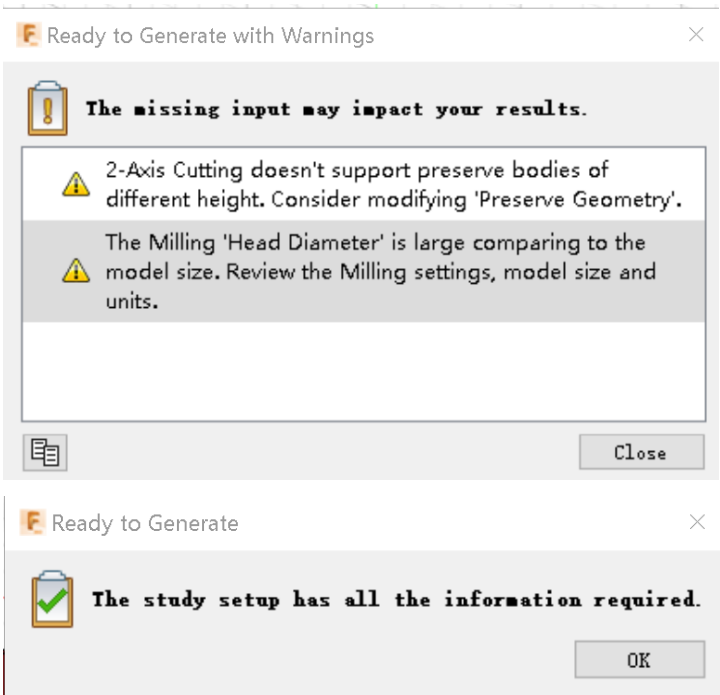 Ready to Generate with Warnings
The missing input may impact your results.
2-Axis Cutting doesn't support preserve bodies of
different height. Consider modifying 'Preserve Geometry'.
The Milling 'Head Diameter' is large comparing to the
model size. Review the Milling settings, model size and
units.
Close
Ready to Generate
The study setup has all the information required.
OK